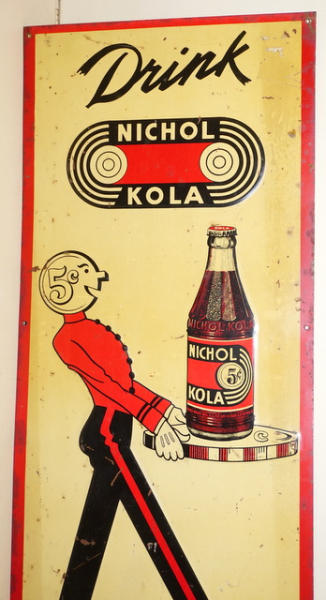 Drink
NICHOL
KOLA
5¢
NICHOL KOLA
NICHOL
5¢
KOLA